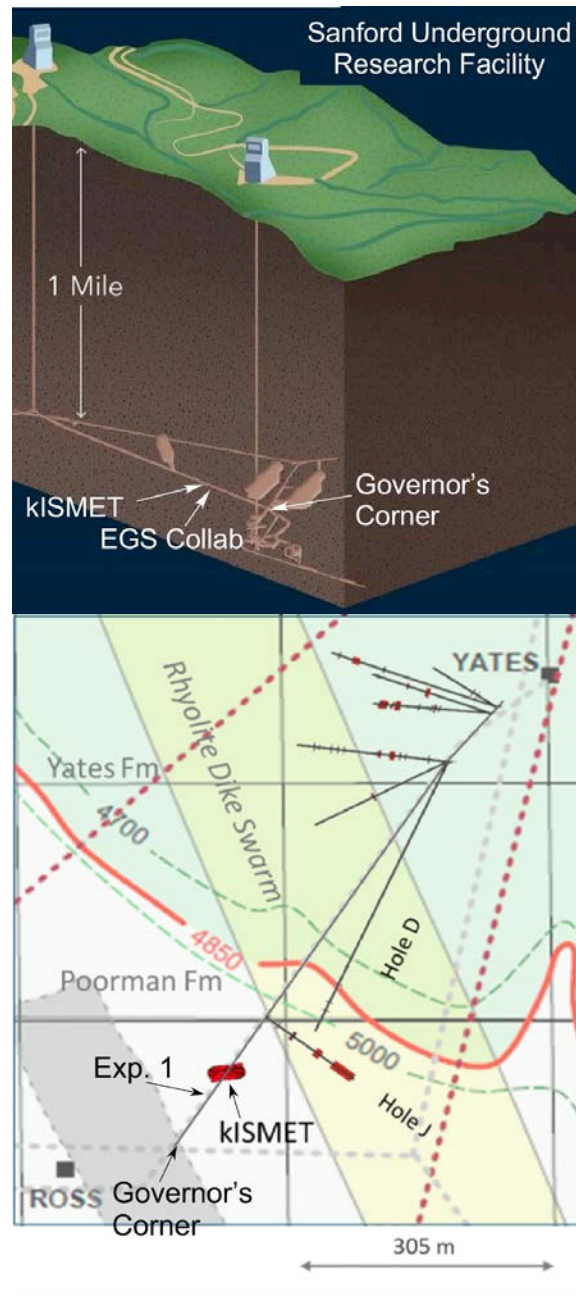 Sanford Underground
Research Facility
1 Mile
kISMET
EGS Collab
Governor's
Corner
YATES
Rhyolite Dike Swarm
Yates Fm
4700
4850
Hole D
Poorman Fm
5000
Exp. 1
kISMET
Hole J
ROSS
Governor's
Corner
305 m